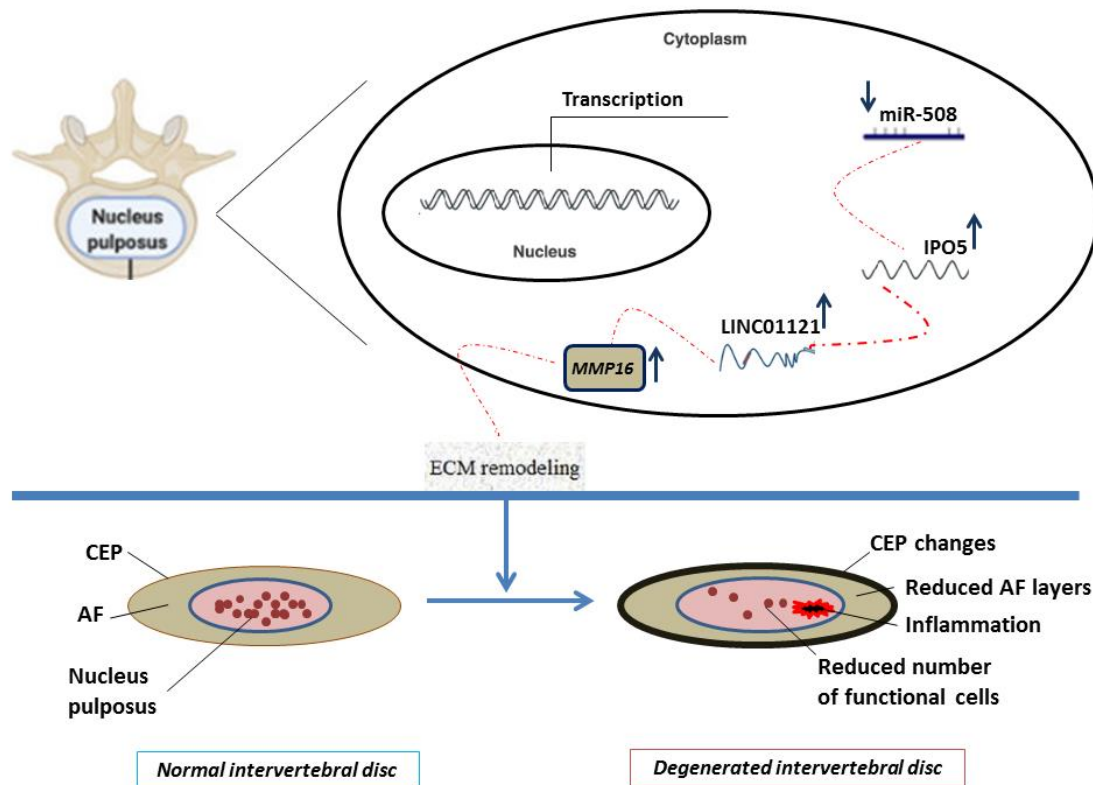 Cytoplasm
Transcription
miR-508
Nucleus
pulposus
Nucleus
IPO5
LINC01121
MMP16
ECM remodeling
CEP
AF
Nucleus
pulposus
CEP changes
Reduced AF layers
Inflammation
Reduced number
of functional cells
Normal intervertebral disc
Degenerated intervertebral disc